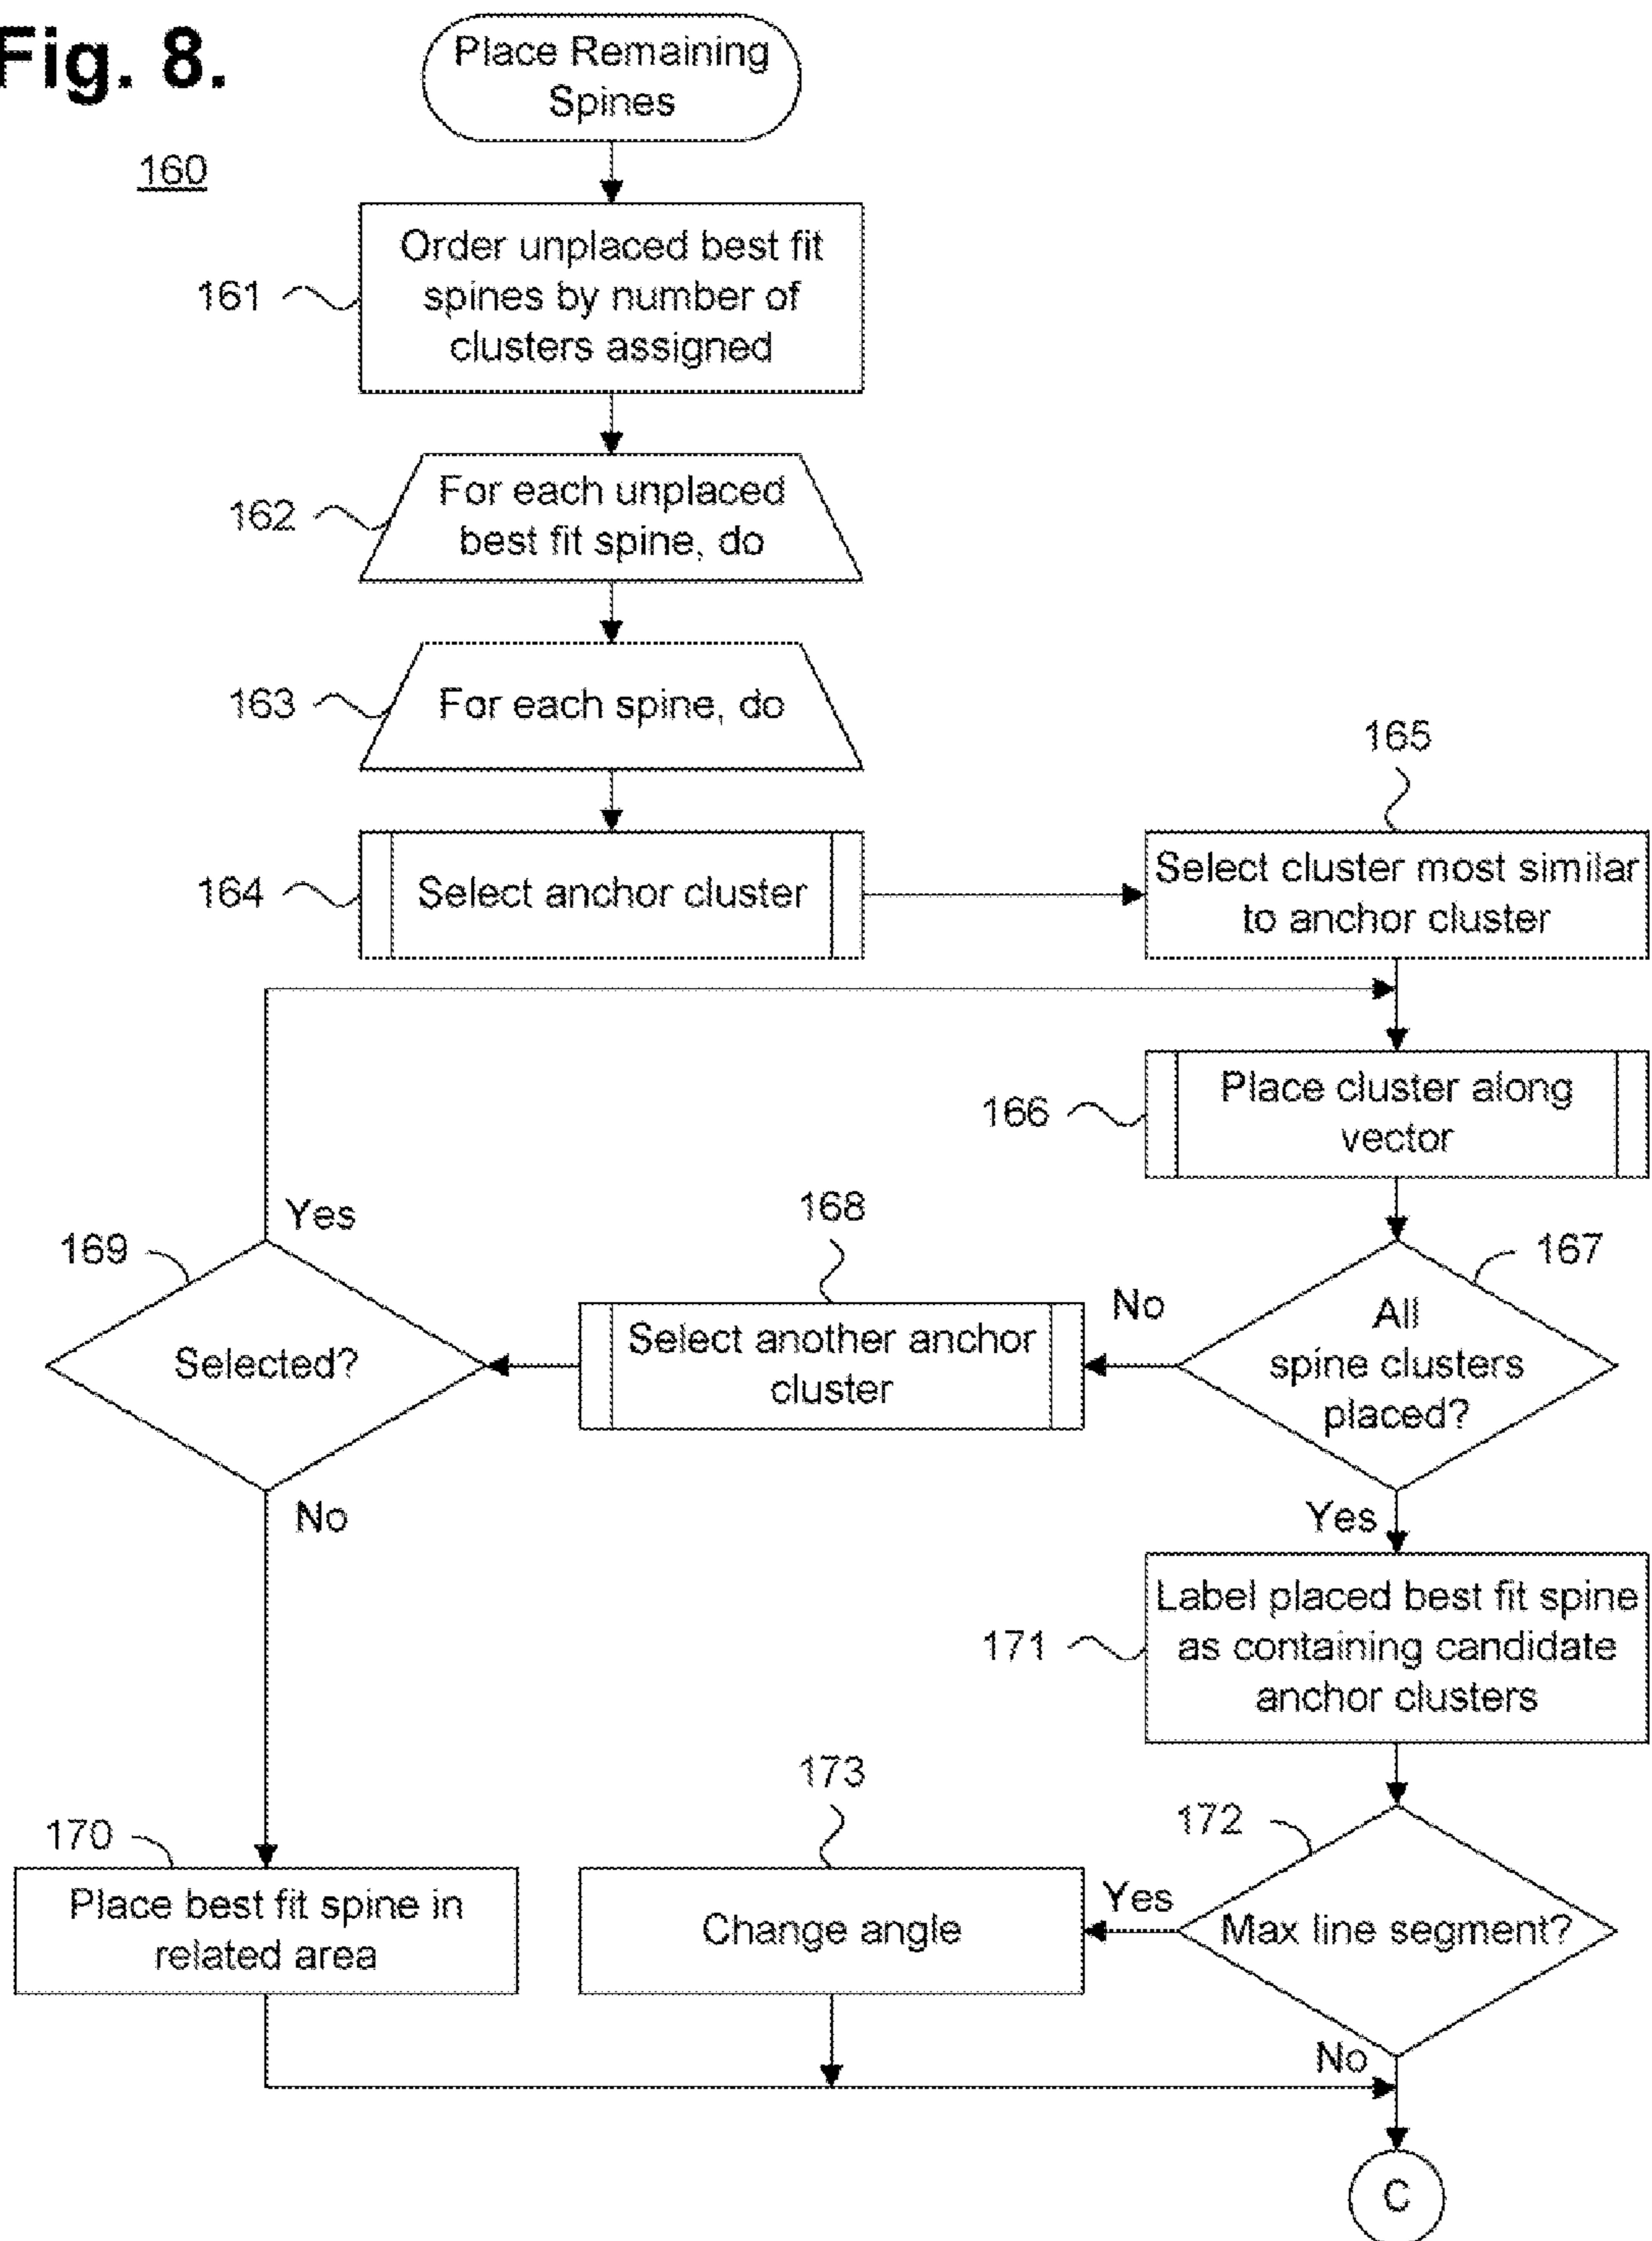 Fig. 8.
160
Place Remaining
Spines
161
Order unplaced best fit
spines by number of
clusters assigned
162
For each unplaced
best fit spine, do
163
For each spine, do
164
Select anchor cluster
165
Select cluster most similar
to anchor cluster
166
Place cluster along
vector
167
All
spine clusters
placed?
No
168
Select another anchor
cluster
169
Selected?
Yes
No
Yes
171
Label placed best fit spine
as containing candidate
anchor clusters
170
Place best fit spine in
related area
173
Change angle
172
Max line segment?
Yes
No
C